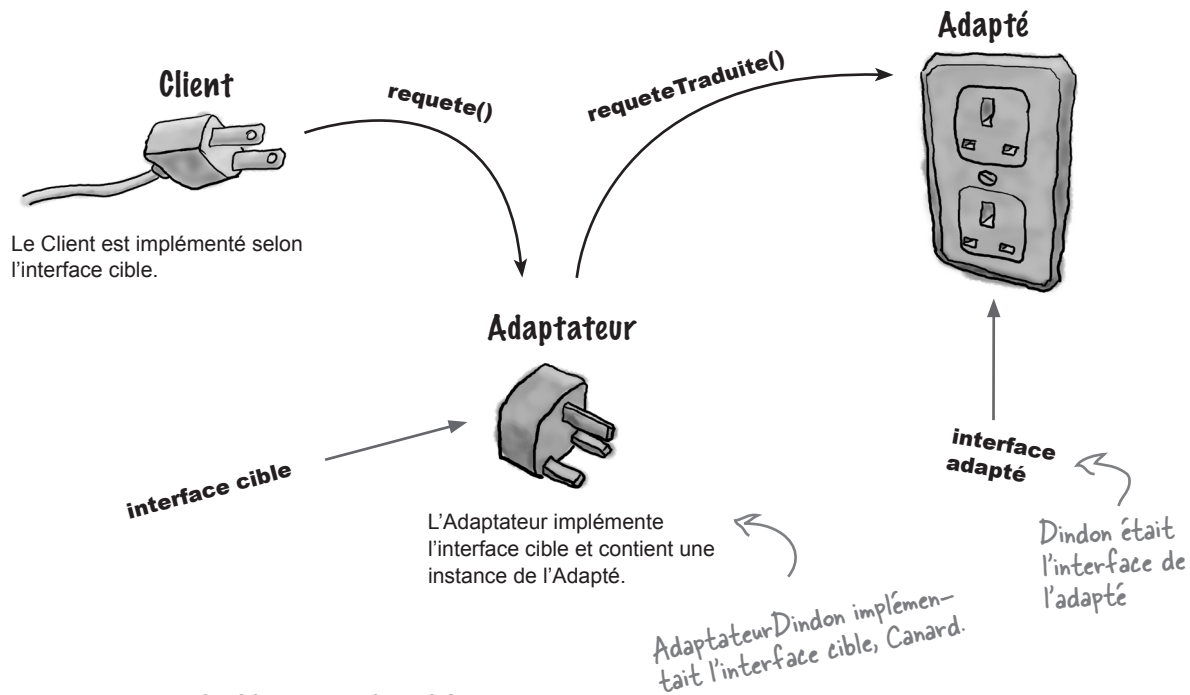 Adapté
Client
requete()
requeteTraduite()
Le Client est implémenté selon
l'interface cible.
Adaptateur
interface cible
interface
adapté
L'Adaptateur implémente
l'interface cible et contient une
instance de l'Adapté.
Dindon était
l'interface de
l'adapté
AdaptateurDindon implémen-
tait l'interface cible, Canard.